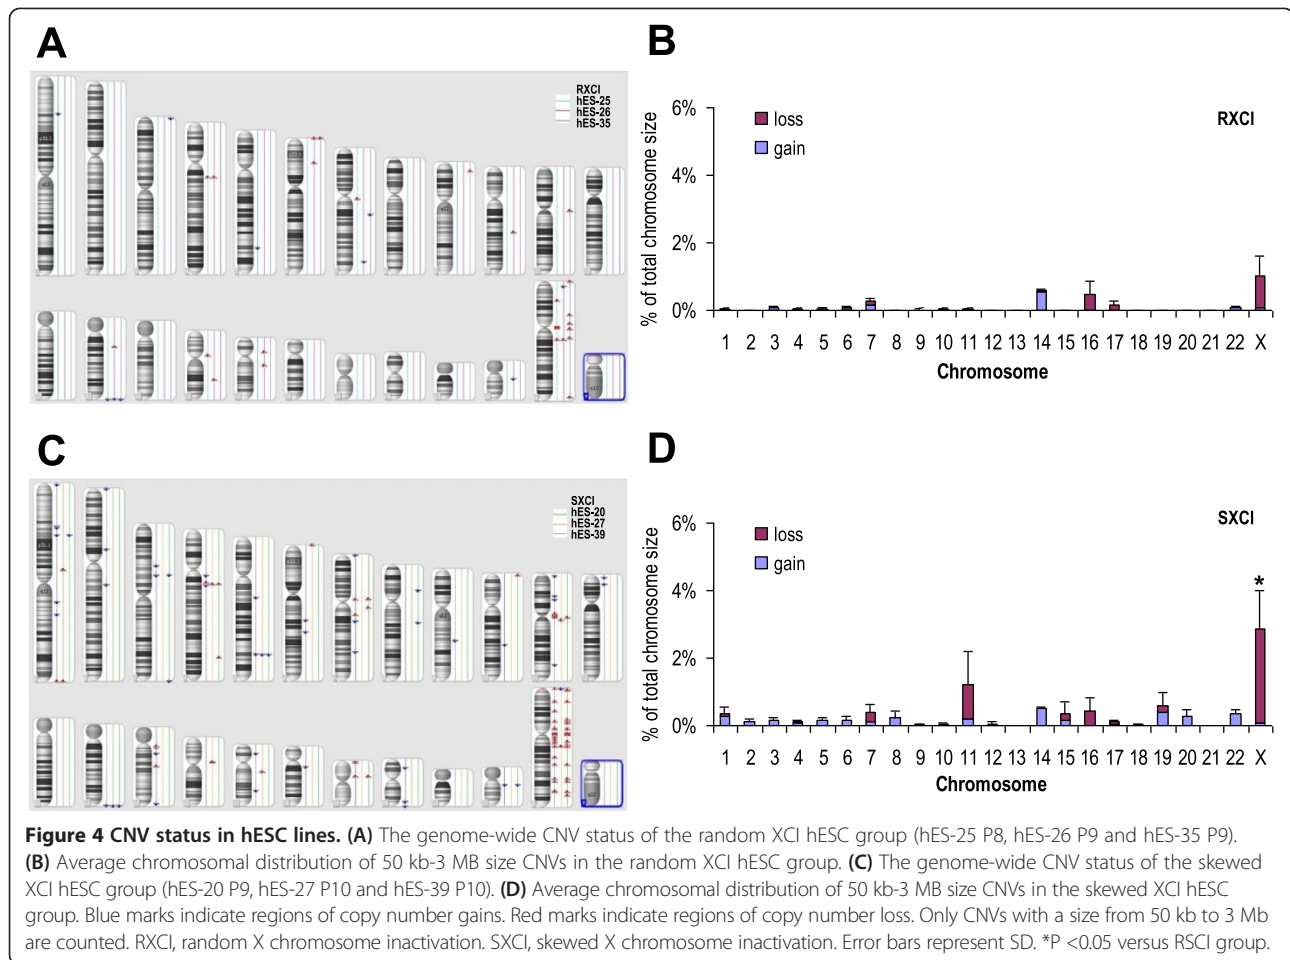 A
RXCI
hES-25
hES-26
hES-35
B
6%
4%
2%
0%
% of total chromosome size
loss
gain
RXCI
1 2 3 4 5 6 7 8 9 10 11 12 13 14 15 16 17 18 19 20 21 22 X
Chromosome
C
SXCI
hES-20
hES-27
hES-39
D
6%
4%
2%
0%
% of total chromosome size
loss
gain
SXCI
*
1 2 3 4 5 6 7 8 9 10 11 12 13 14 15 16 17 18 19 20 21 22 X
Chromosome
Figure 4 CNV status in hESC lines. (A) The genome-wide CNV status of the random XCI hESC group (hES-25 P8, hES-26 P9 and hES-35 P9).
(B) Average chromosomal distribution of 50 kb-3 MB size CNVs in the random XCI hESC group. (C) The genome-wide CNV status of the skewed
XCI hESC group (hES-20 P9, hES-27 P10 and hES-39 P10). (D) Average chromosomal distribution of 50 kb-3 MB size CNVs in the skewed XCI hESC
group. Blue marks indicate regions of copy number gains. Red marks indicate regions of copy number loss. Only CNVs with a size from 50 kb to 3 Mb
are counted. RXCI, random X chromosome inactivation. SXCI, skewed X chromosome inactivation. Error bars represent SD. *P <0.05 versus RSCI group.